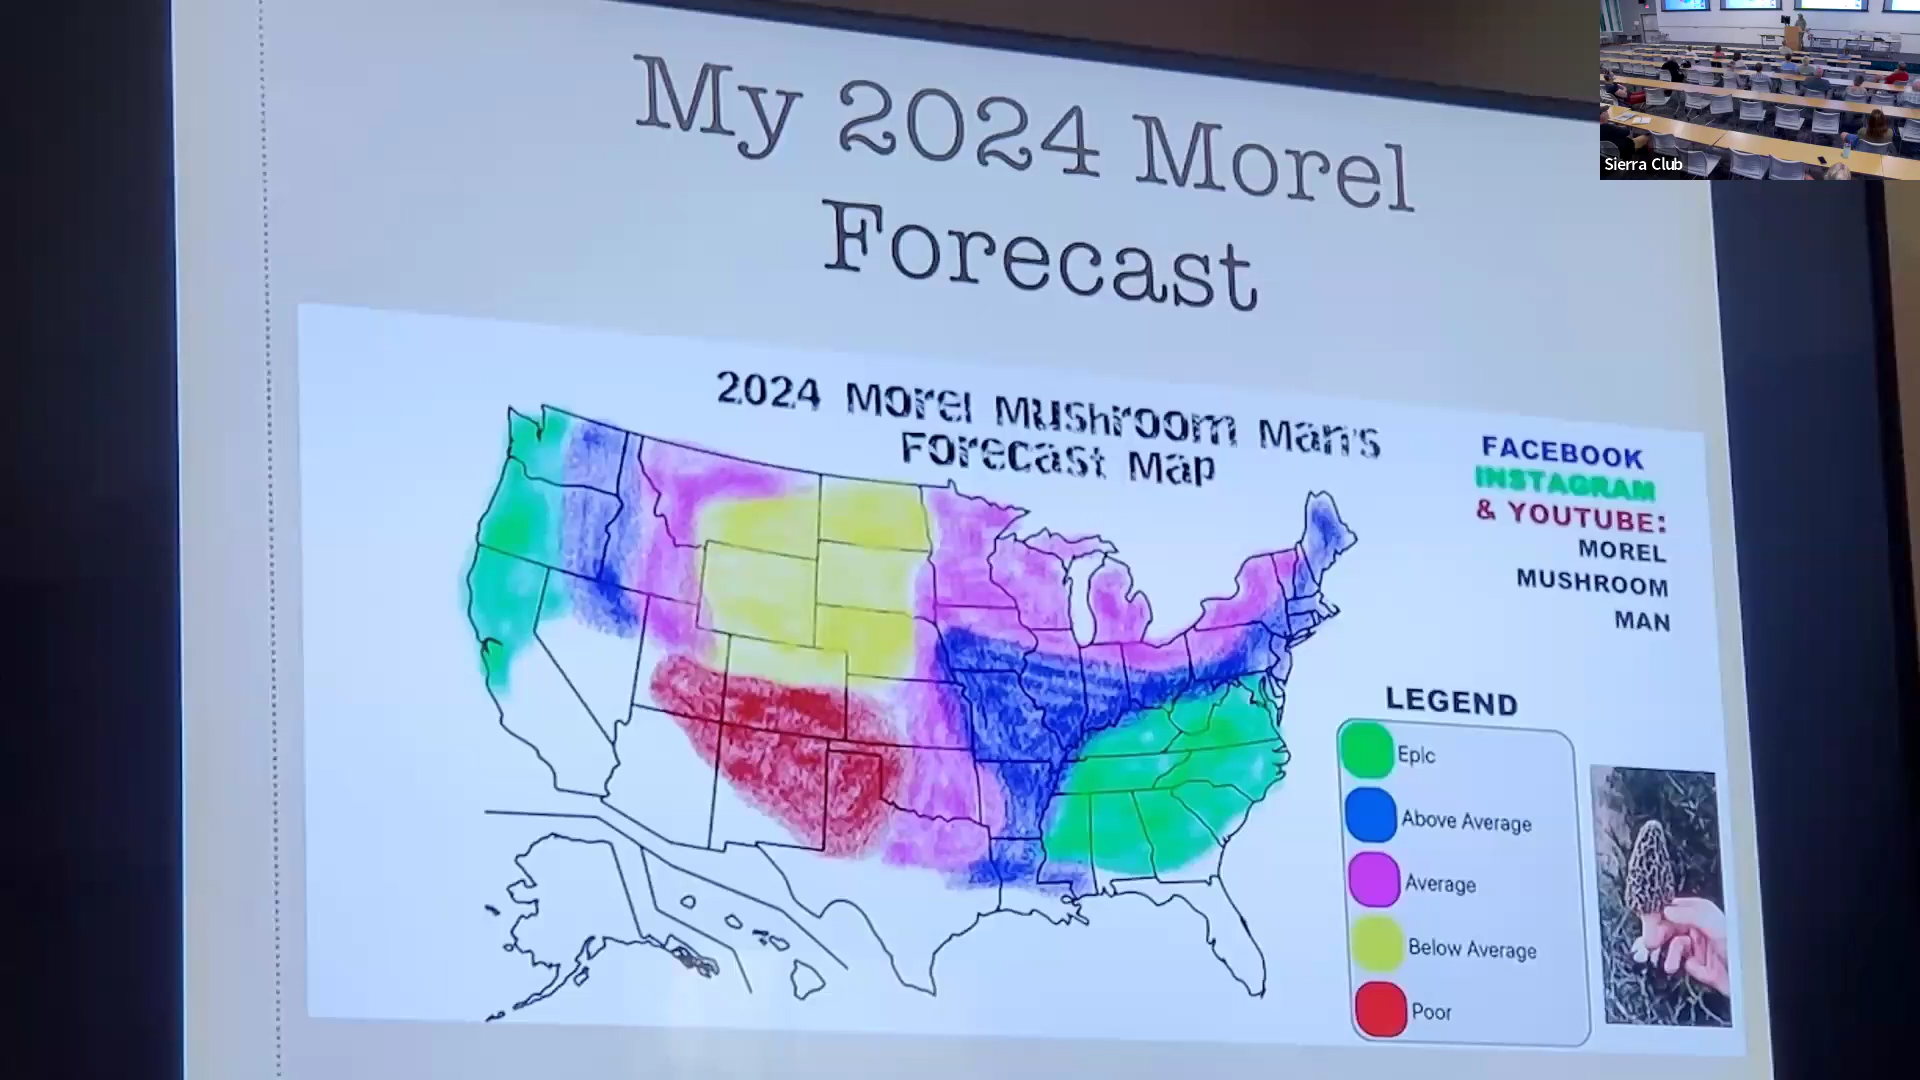 My 2024 Morel
Forecast
Sierra Club
2024 Morel Mushroom Man's
Forecast Map
FACEBOOK
INSTAGRAM
& YOUTUBE:
MOREL
MUSHROOM
MAN
LEGEND
Epic
Above Average
Average
Below Average
Poor